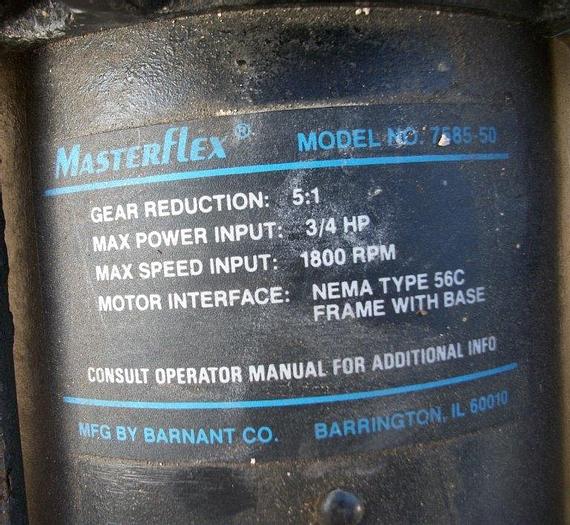 MASTERFLEX® MODEL NO. 7585-50
GEAR REDUCTION: 5:1
MAX POWER INPUT: 3/4 HP
MAX SPEED INPUT: 1800 RPM
MOTOR INTERFACE: NEMA TYPE 56C
FRAME WITH BASE
CONSULT OPERATOR MANUAL FOR ADDITIONAL INFO
MFG BY BARNANT CO. BARRINGTON, IL 60010